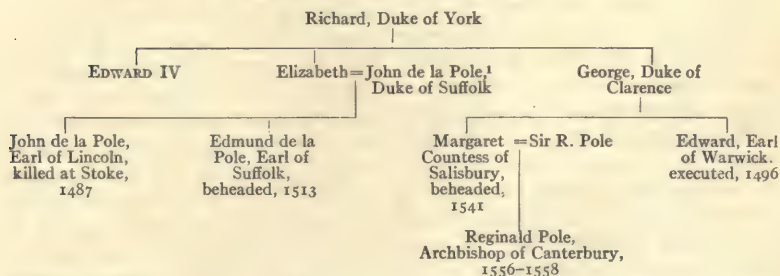 Richard, Duke of York
EDWARD IV
Elizabeth=John de la Pole,¹
Duke of Suffolk
George, Duke of
Clarence
John de la Pole,
Earl of Lincoln,
killed at Stoke,
1487
Edmund de la
Pole, Earl of
Suffolk,
beheaded, 1513
Margaret =Sir R. Pole
Countess of
Salisbury,
beheaded,
1541
Edward, Earl
of Warwick.
executed, 1496
Reginald Pole,
Archbishop of Canterbury,
1556-1558